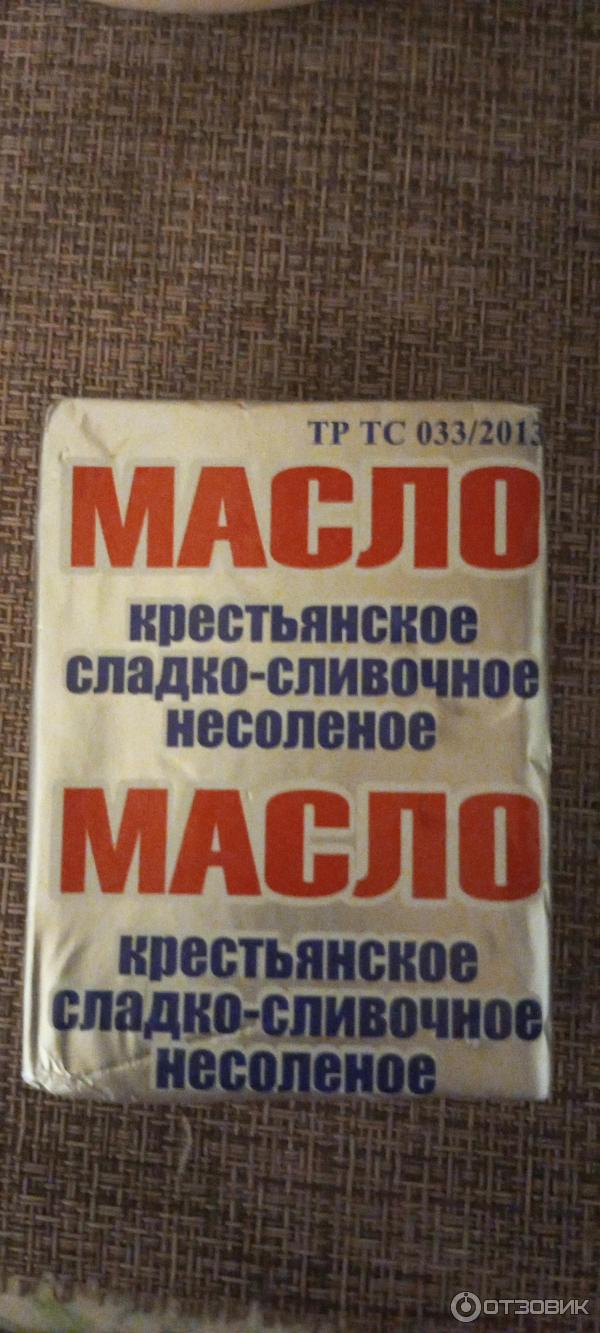 ТР ТС 033/2013
МАСЛО
крестьянское
сладко-сливочное
несоленое
МАСЛО
крестьянское
сладко-сливочное
несоленое
ОТЗОВИК